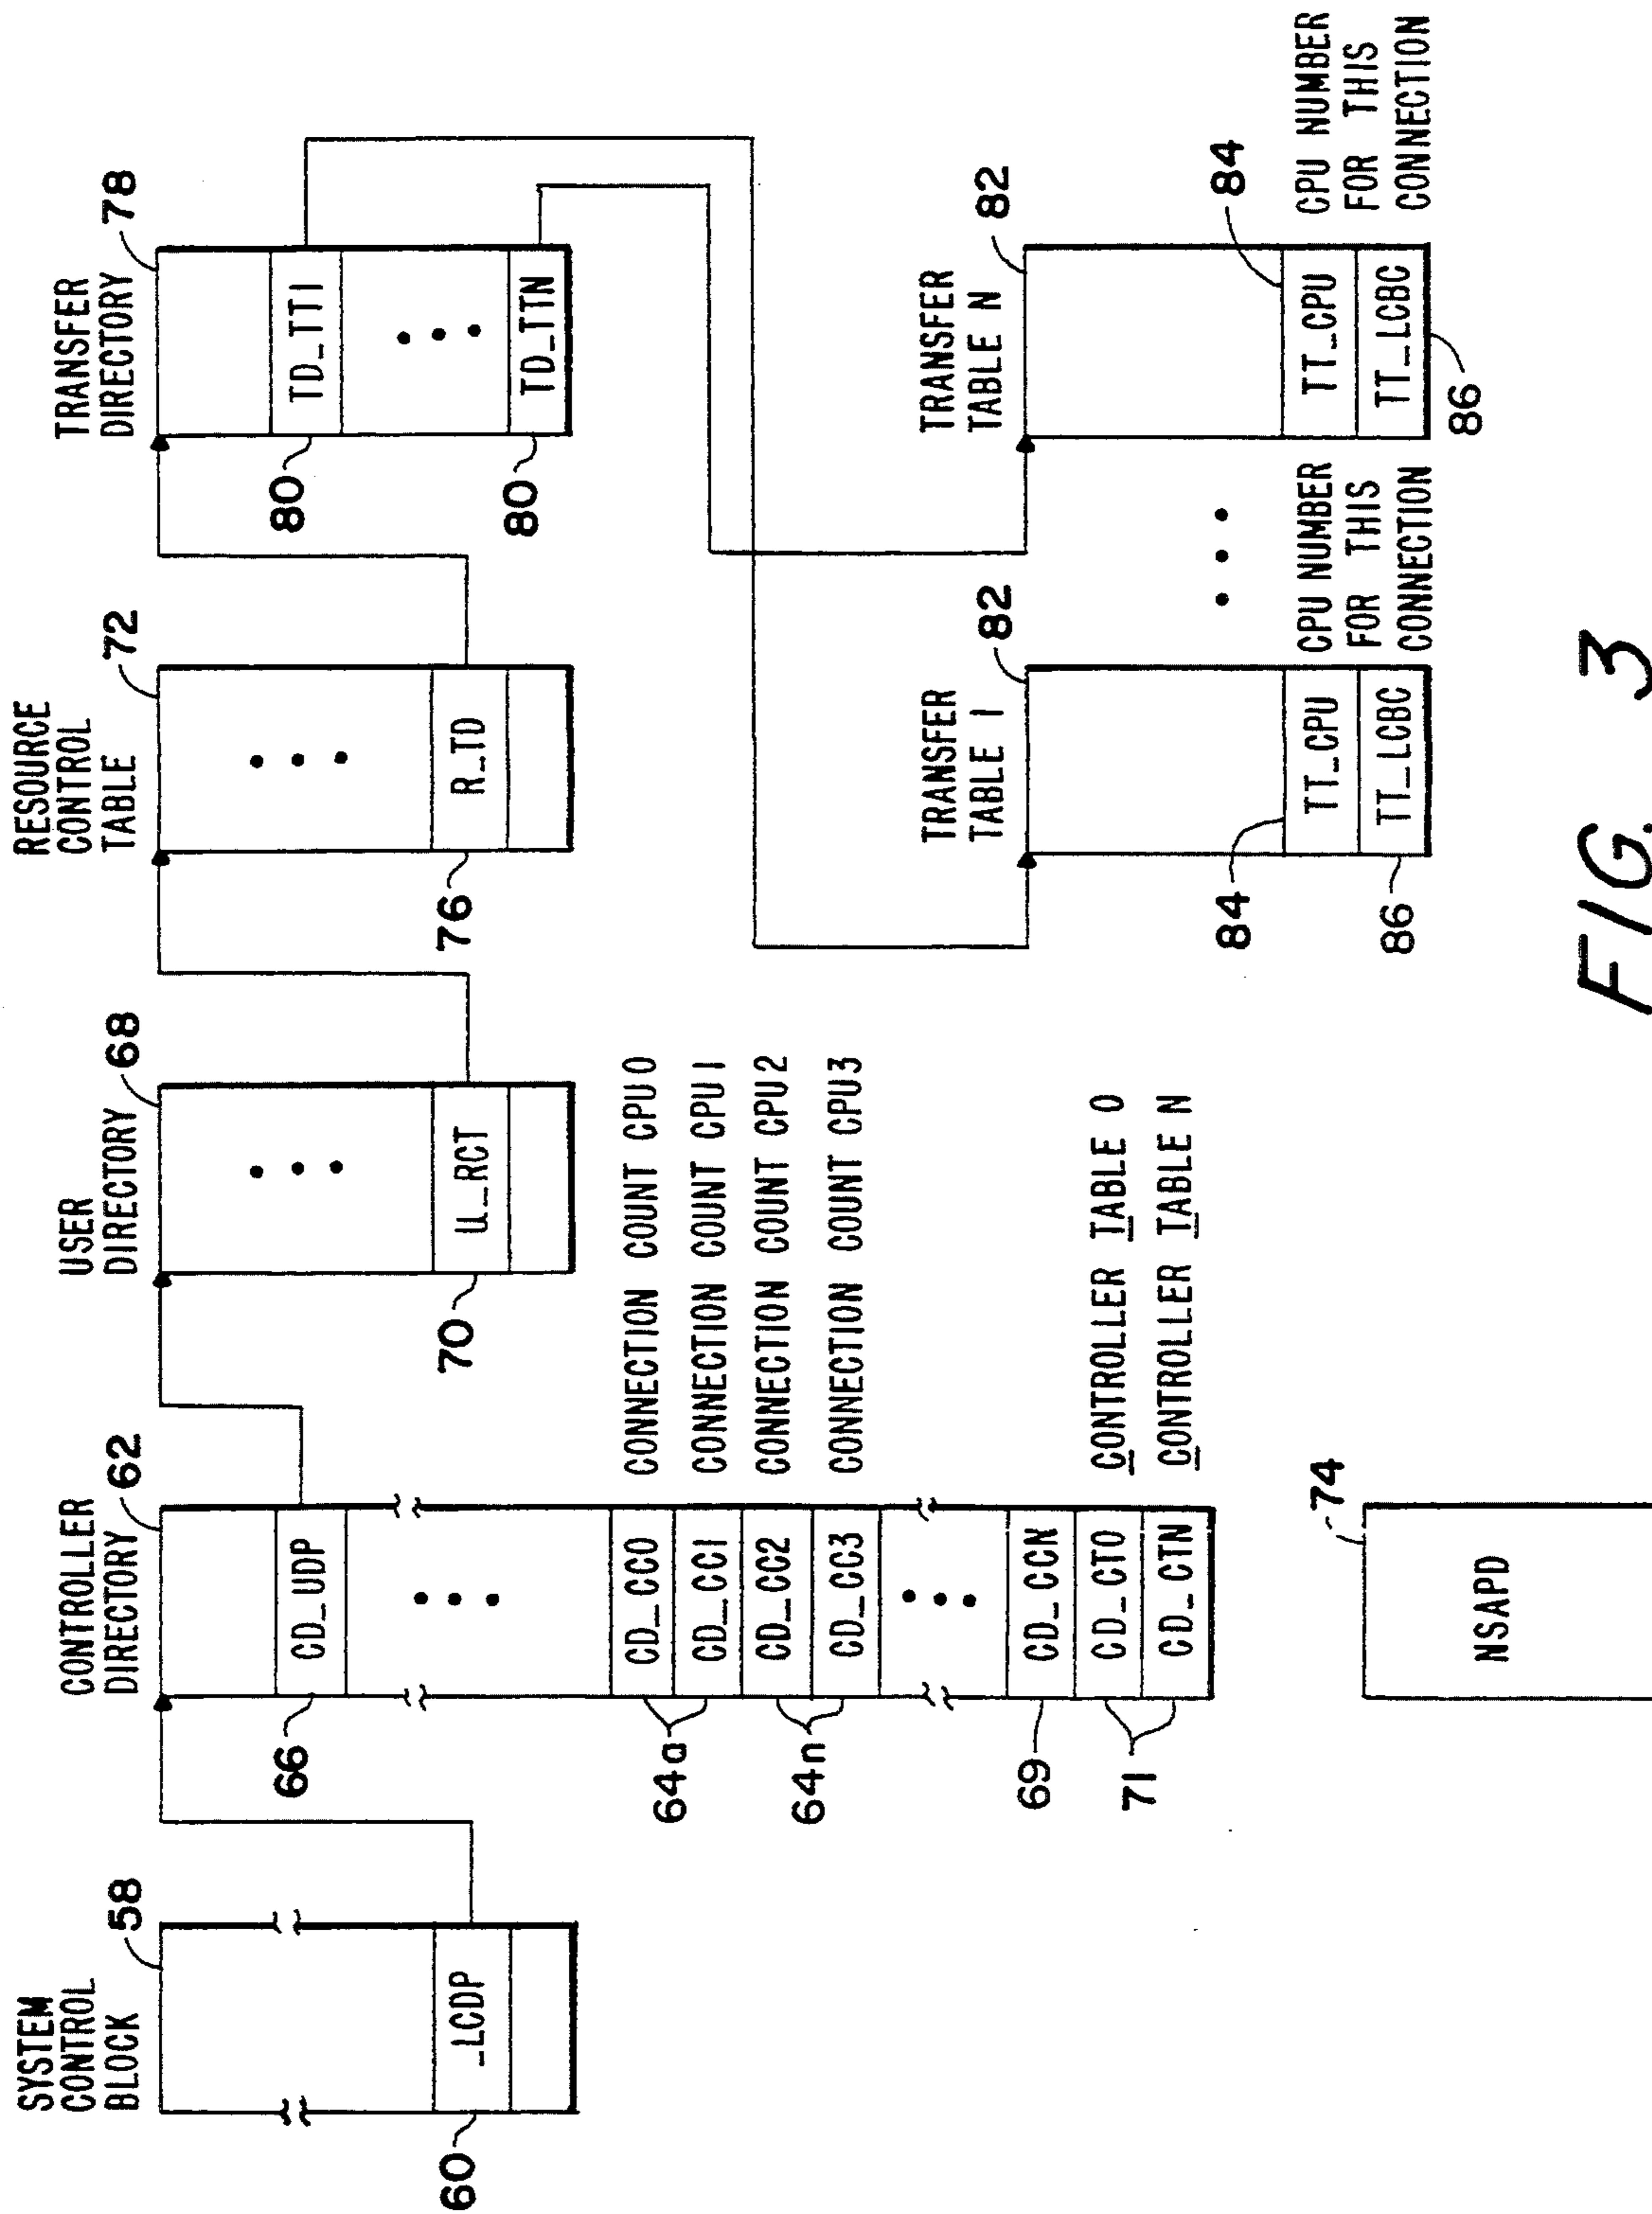 SYSTEM
CONTROL
BLOCK
58
_LCDP
60
CONTROLLER
DIRECTORY
62
CD_UDP
66
CD_CC0
CD_CC1
64a
CD_CC2
CD_CC3
64n
CD_CCN
69
CD_CT0
CD_CTN
71
CONNECTION COUNT CPU 0
CONNECTION COUNT CPU 1
CONNECTION COUNT CPU 2
CONNECTION COUNT CPU 3
CONTROLLER TABLE 0
CONTROLLER TABLE N
74
NSAPD
USER
DIRECTORY
68
U_RCT
70
RESOURCE
CONTROL
TABLE
72
R_TD
76
TRANSFER
DIRECTORY
78
TD_TT1
80
TD_TTN
80
TRANSFER
TABLE 1
82
84
TT_CPU
TT_LCBC
86
CPU NUMBER
FOR THIS
CONNECTION
TRANSFER
TABLE N
82
84
TT_CPU
TT_LCBC
86
CPU NUMBER
FOR THIS
CONNECTION
FIG. 3